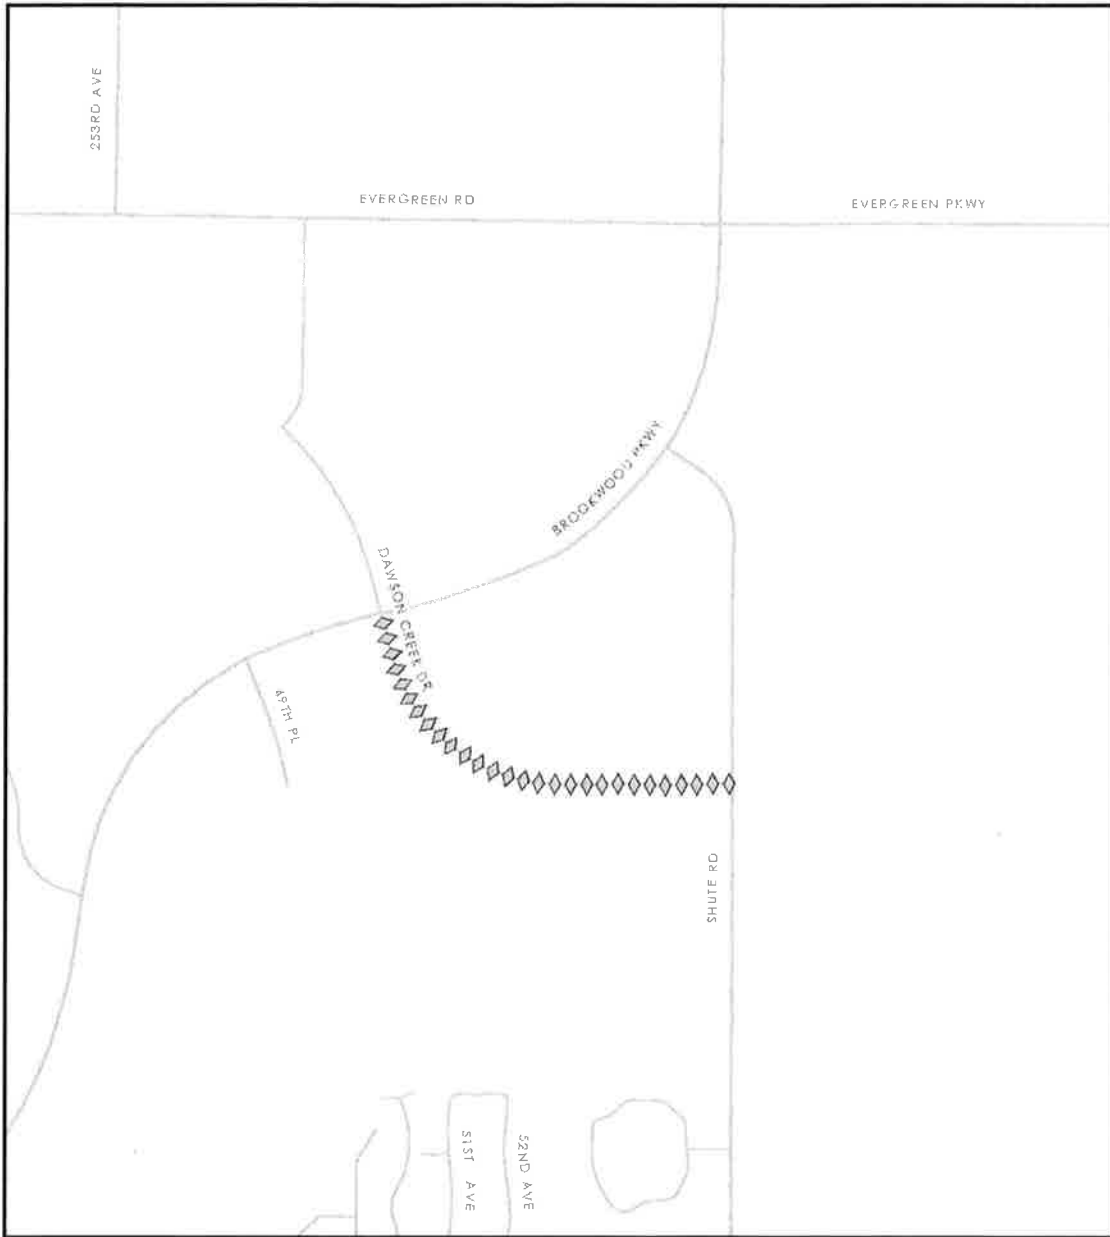 253RD AVE
EVERGREEN RD
EVERGREEN PKWY
BROOKWOOD PKWY
DAWSON CREEK DR
49TH PL
SHUTE RD
51ST AVE
52ND AVE